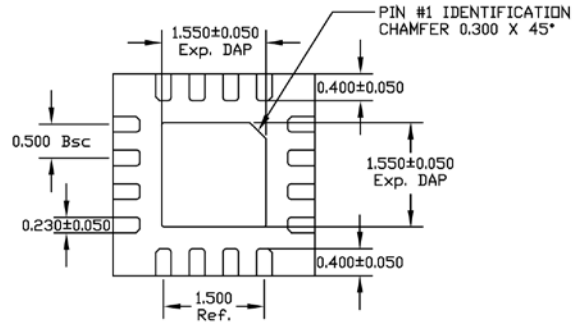 PIN #1 IDENTIFICATION
CHAMFER 0.300 X 45°
1.550±0.050
Exp. DAP
0.400±0.050
0.500 Bsc
1.550±0.050
Exp. DAP
0.230±0.050
0.400±0.050
1.500
Ref.